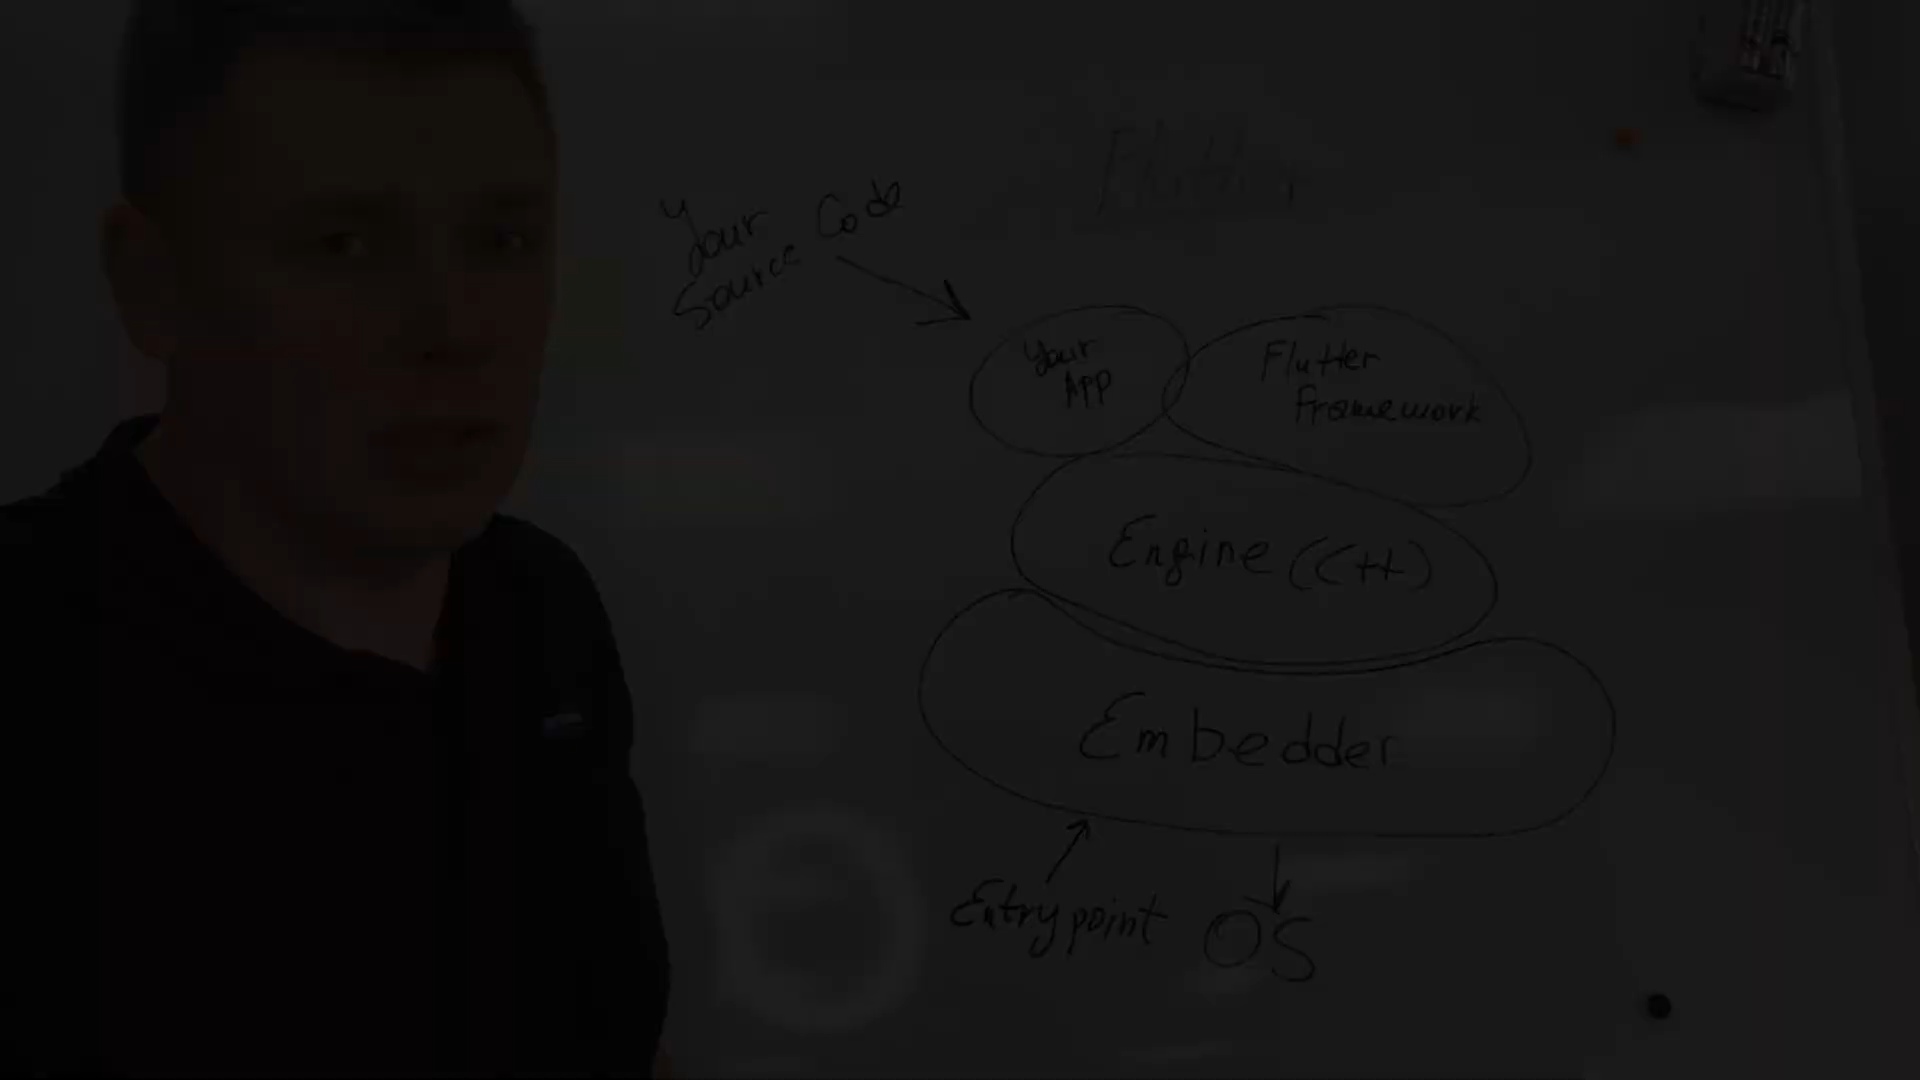 Flutter
Your Code
Source
Your
App
Flutter
Framework
Engine (C++)
Embedder
Entrypoint
OS